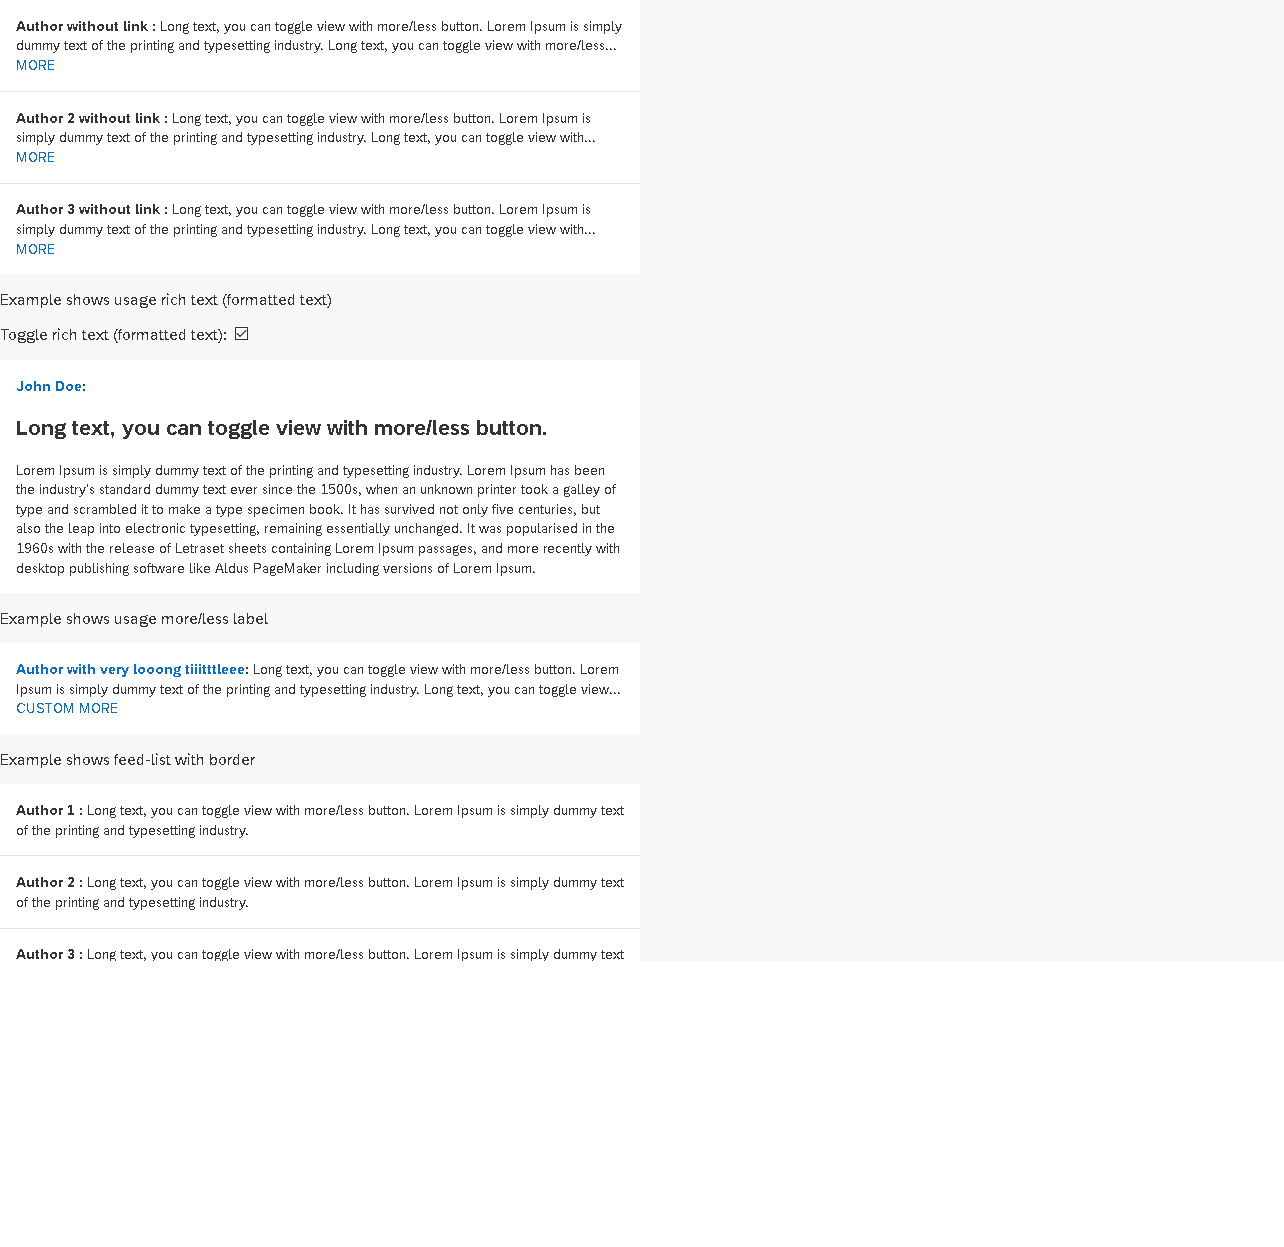 Author without link : Long text, you can toggle view with more/less button. Lorem Ipsum is simply
dummy text of the printing and typesetting industry. Long text, you can toggle view with more/less...
MORE
Author 2 without link : Long text, you can toggle view with more/less button. Lorem Ipsum is
simply dummy text of the printing and typesetting industry. Long text, you can toggle view with...
MORE
Author 3 without link : Long text, you can toggle view with more/less button. Lorem Ipsum is
simply dummy text of the printing and typesetting industry. Long text, you can toggle view with...
MORE
Example shows usage rich text (formatted text)
Toggle rich text (formatted text):
John Doe:
Long text, you can toggle view with more/less button.
Lorem Ipsum is simply dummy text of the printing and typesetting industry. Lorem Ipsum has been
the industry's standard dummy text ever since the 1500s, when an unknown printer took a galley of
type and scrambled it to make a type specimen book. It has survived not only five centuries, but
also the leap into electronic typesetting, remaining essentially unchanged. It was popularised in the
1960s with the release of Letraset sheets containing Lorem Ipsum passages, and more recently with
desktop publishing software like Aldus PageMaker including versions of Lorem Ipsum.
Example shows usage more/less label
Author with very looong tiiitttleee: Long text, you can toggle view with more/less button. Lorem
Ipsum is simply dummy text of the printing and typesetting industry. Long text, you can toggle view...
CUSTOM MORE
Example shows feed-list with border
Author 1 : Long text, you can toggle view with more/less button. Lorem Ipsum is simply dummy text
of the printing and typesetting industry.
Author 2 : Long text, you can toggle view with more/less button. Lorem Ipsum is simply dummy text
of the printing and typesetting industry.
Author 3 : Long text, you can toggle view with more/less button. Lorem Ipsum is simply dummy text